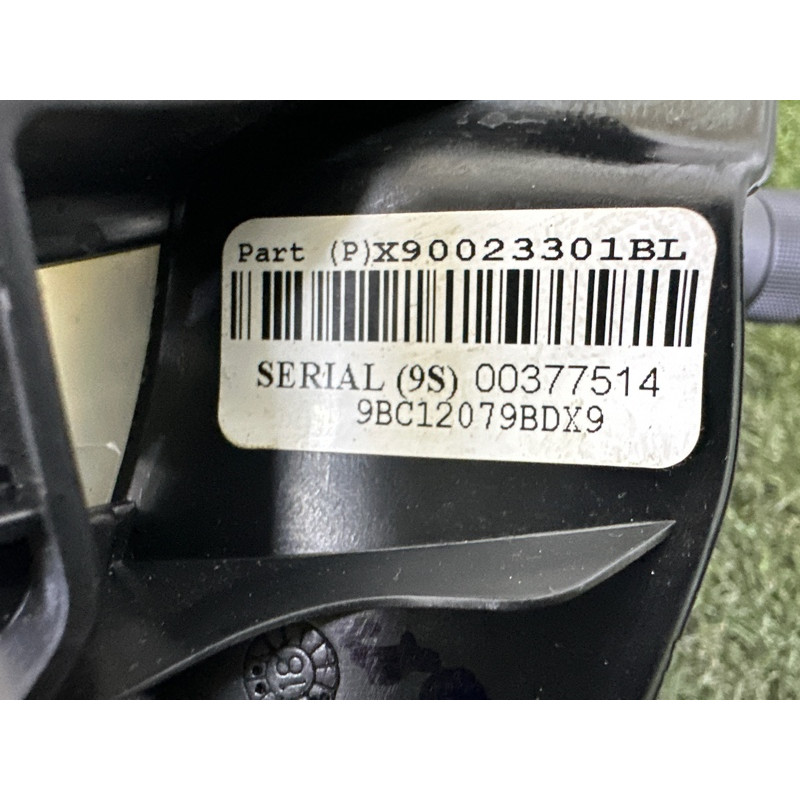 Part (P)X90023301BL
SERIAL (9S) 00377514
9BC12079BDX9